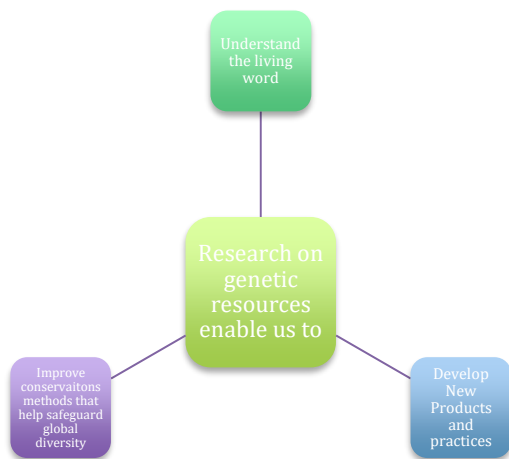 Understand
the living
word
Research on
genetic
resources
enable us to
Improve
conservaitons
methods that
help safeguard
global
diversity
Develop
New
Products
and
practices